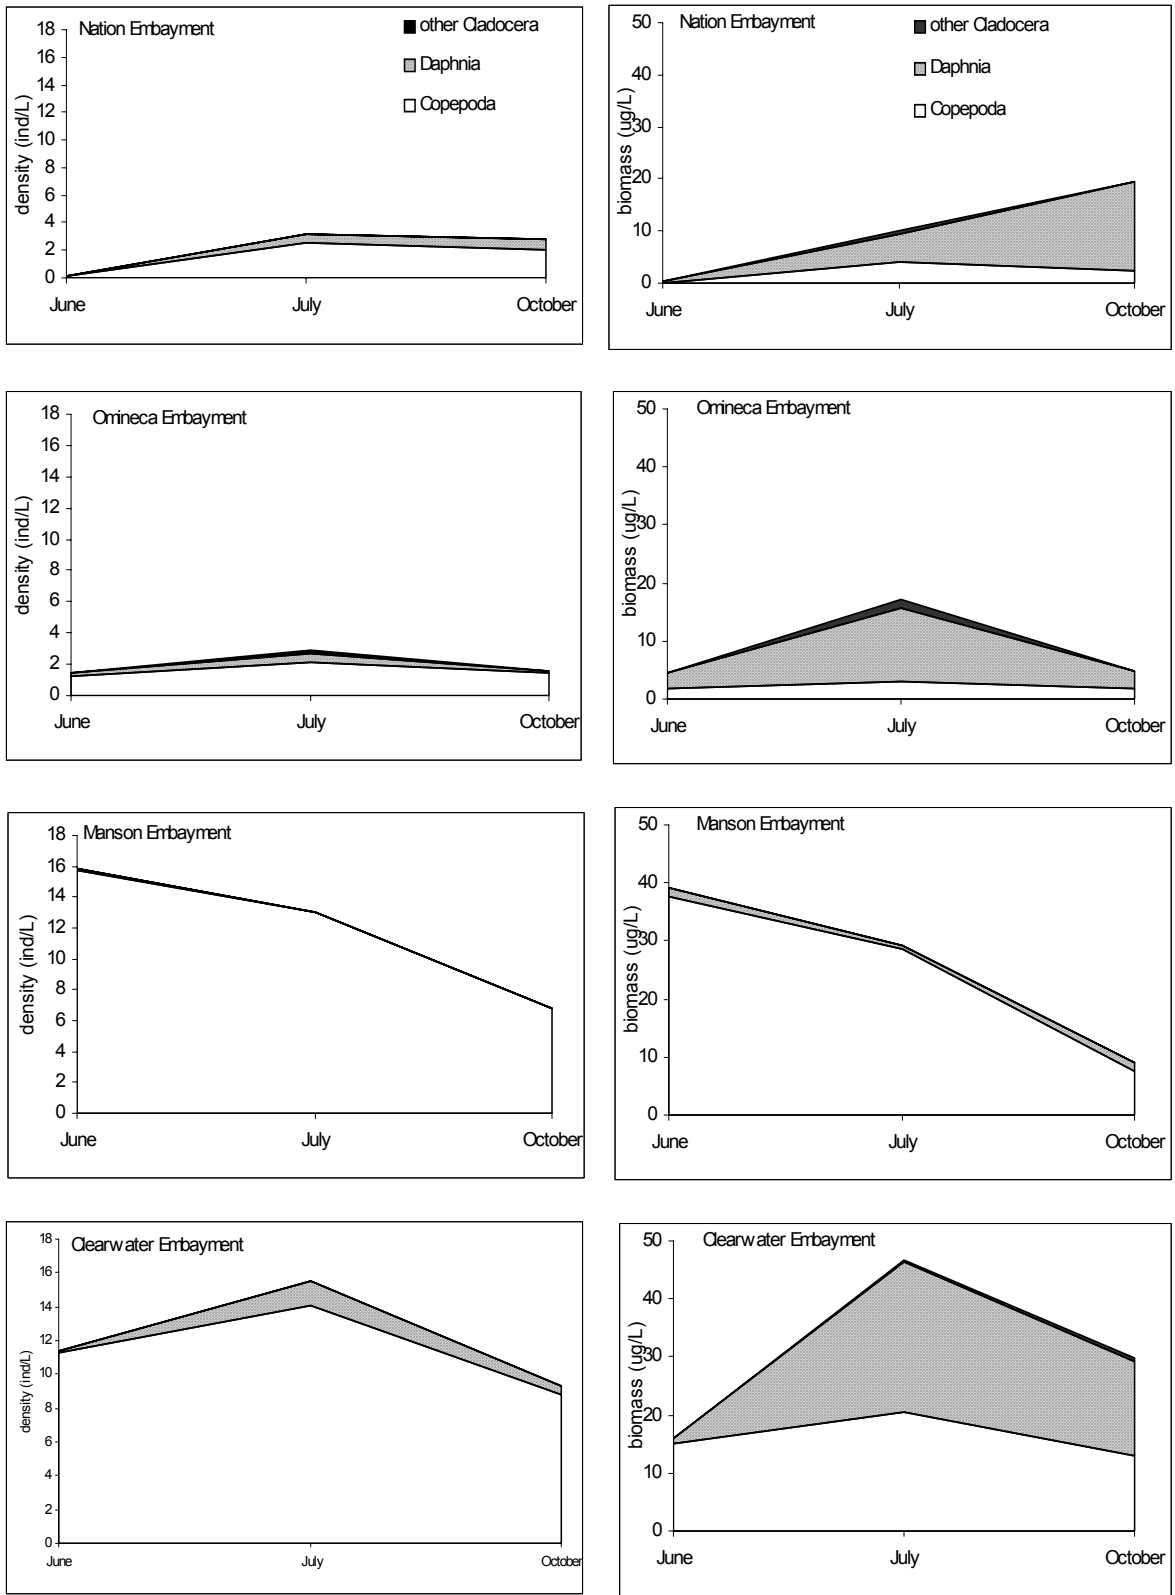 Nation Embayment
other Cladocera
Daphnia
Copepoda
density (ind/L)
18
16
14
12
10
8
6
4
2
0
June
July
October
Nation Embayment
other Cladocera
Daphnia
Copepoda
biomass (ug/L)
50
40
30
20
10
0
June
July
October
Omineca Embayment
density (ind/L)
18
16
14
12
10
8
6
4
2
0
June
July
October
Omineca Embayment
biomass (ug/L)
50
40
30
20
10
0
June
July
October
Manson Embayment
density (ind/L)
18
16
14
12
10
8
6
4
2
0
June
July
October
Manson Embayment
biomass (ug/L)
50
40
30
20
10
0
June
July
October
Clearwater Embayment
density (ind/L)
18
16
14
12
10
8
6
4
2
0
June
July
October
Clearwater Embayment
biomass (ug/L)
50
40
30
20
10
0
June
July
October